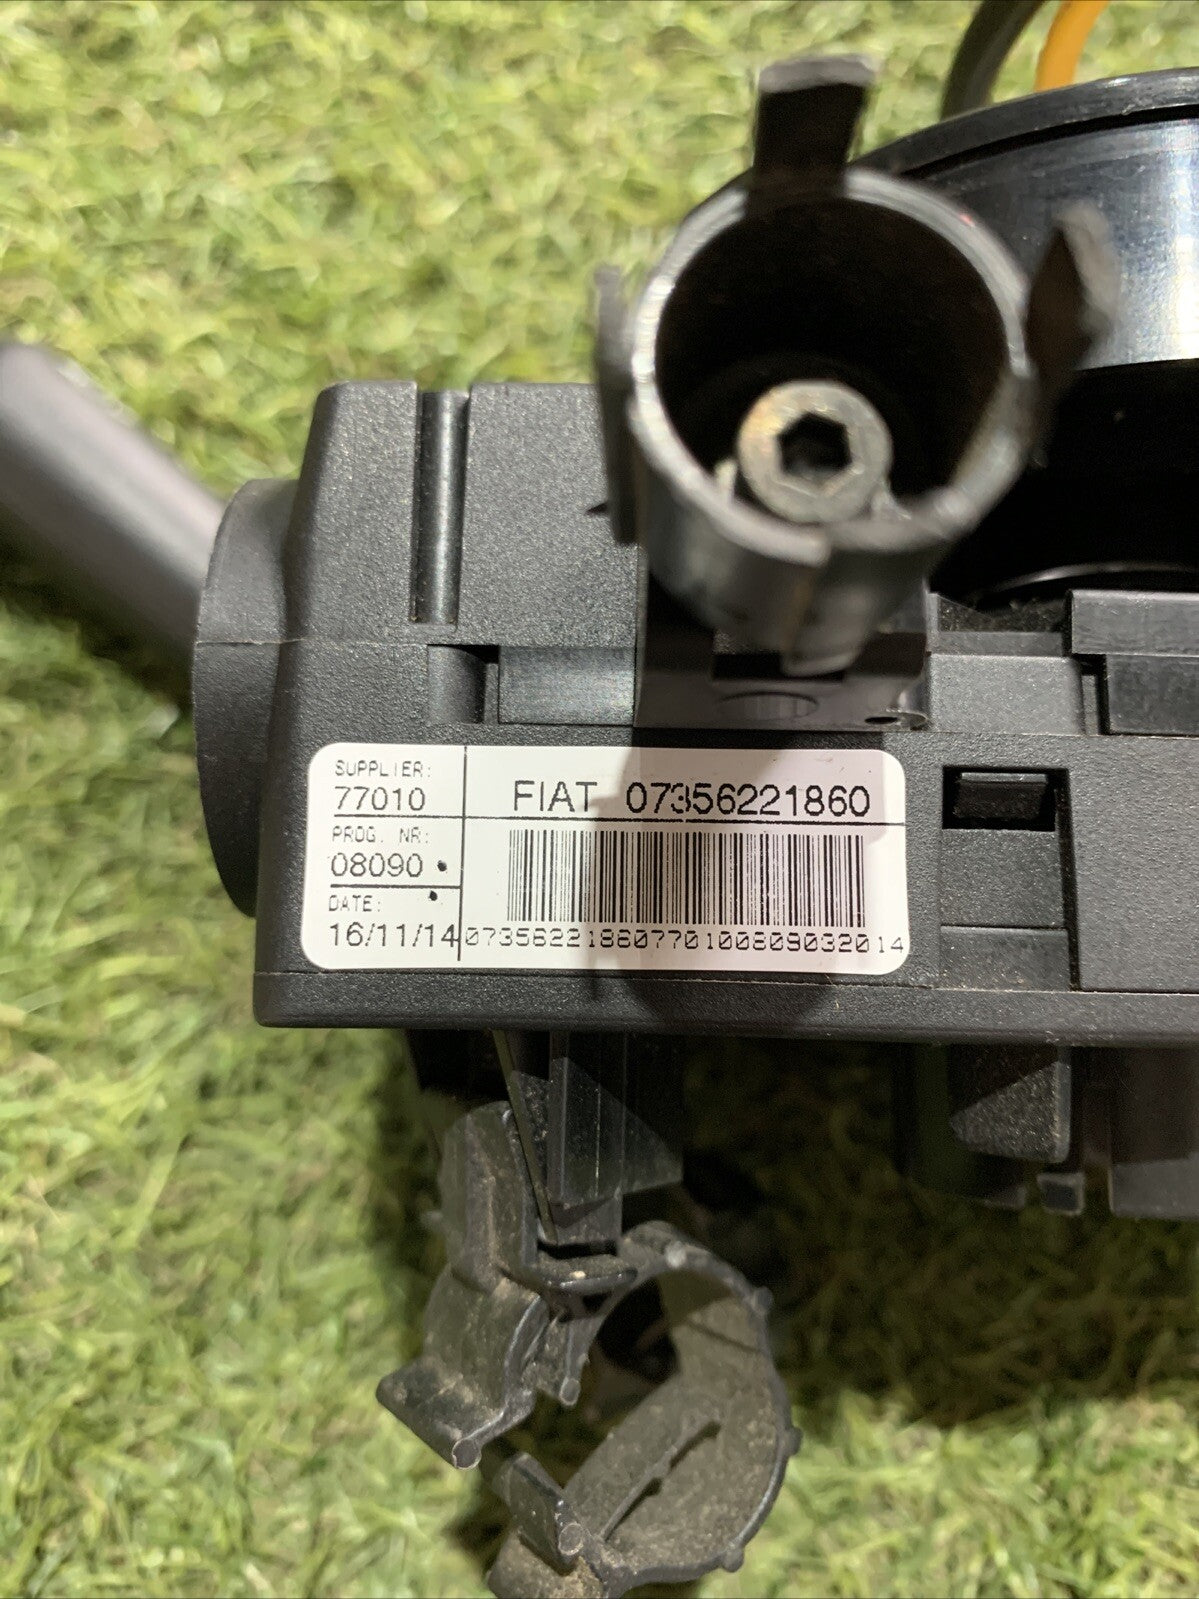 SUPPLIER:
77010
FIAT 07356221860
PROG. NR:
08090
DATE:
16/11/14
07356221860770100809032014